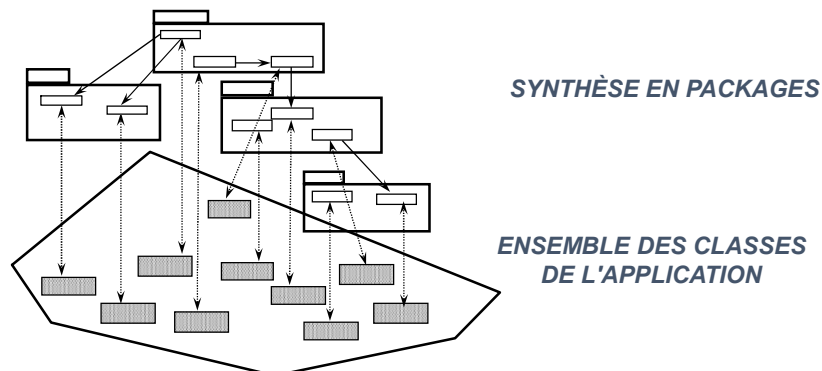 SYNTHÈSE EN PACKAGES
ENSEMBLE DES CLASSES
DE L'APPLICATION